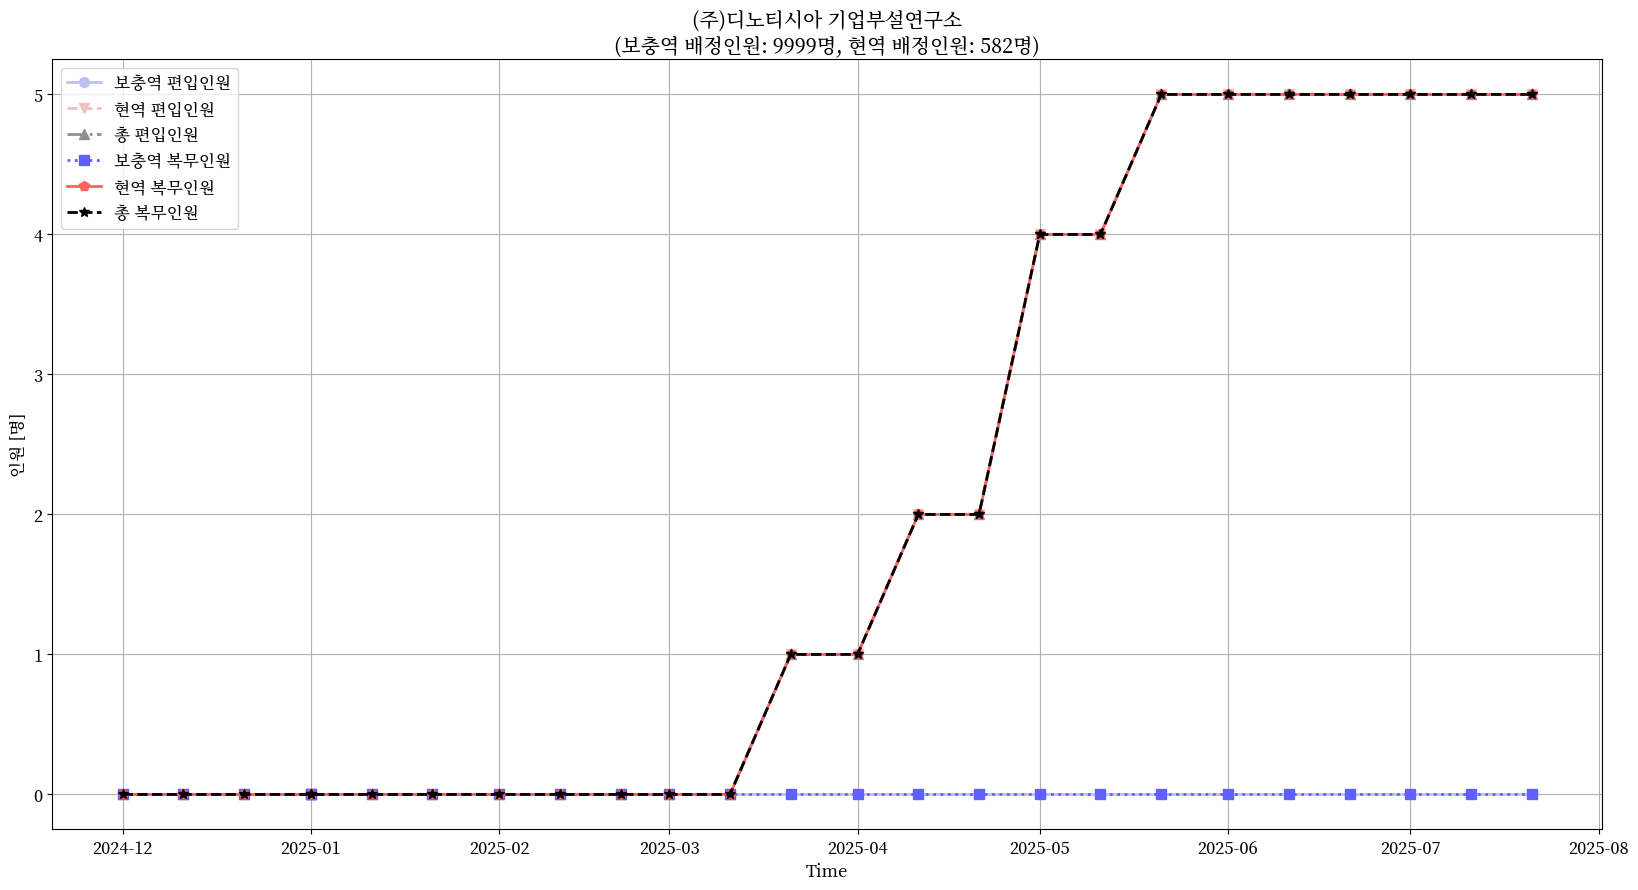 (주)디노티시아 기업부설연구소
(보충역 배정인원: 9999명, 현역 배정인원: 582명)
보충역 편입인원
현역 편입인원
총 편입인원
보충역 복무인원
현역 복무인원
총 복무인원
인원 [명]
5
4
3
2
1
0
2024-12
2025-01
2025-02
2025-03
2025-04
2025-05
2025-06
2025-07
2025-08
Time